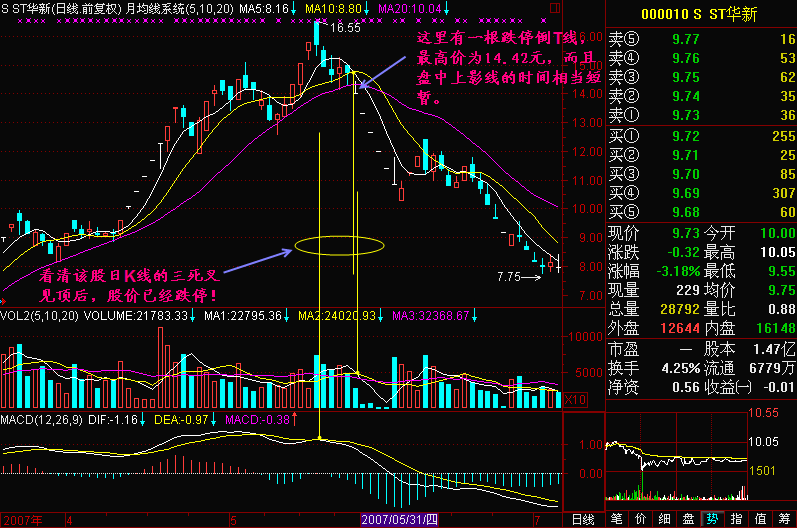 S ST华新(日线,前复权) 月均线系统(5,10,20) MA5:8.16↓ MA10:8.80↓ MA20:10.04↓
16.55
这里有一根跌停倒T线，
最高价为14.42元，而且
盘中上影线的时间相当短
暂。
16.00
15.00
14.00
13.00
12.00
11.00
10.00
9.00
8.00
7.00
看清该股日K线的三死叉
见顶后，股价已经跌停！
7.75
VOL2(5,10,20) VOLUME:21783.33↓ MA1:22795.36↓ MA2:24020.93↓ MA3:32368.67↓
10000
5000
X10
MACD(12,26,9) DIF:-1.16↓ DEA:-0.97↓ MACD:-0.38↑
1.00
0.00
2007年 4 5 2007/05/31/四 7 日线
000010 S ST华新
卖⑤ 9.77 16
卖④ 9.76 53
卖③ 9.75 62
卖② 9.74 35
卖① 9.73 36
买① 9.72 255
买② 9.71 25
买③ 9.70 85
买④ 9.69 307
买⑤ 9.68 60
现价 9.73 今开 10.00
涨跌 -0.32 最高 10.05
涨幅 -3.18% 最低 9.55
现量 229 均价 9.75
总量 28792 量比 0.88
外盘 12644 内盘 16148
市盈 — 股本 1.47亿
换手 4.25% 流通 6779万
净资 0.56 收益㈠ -0.01
10.55
10.05
1501
笔 价 细 盘 势 指 值 筹